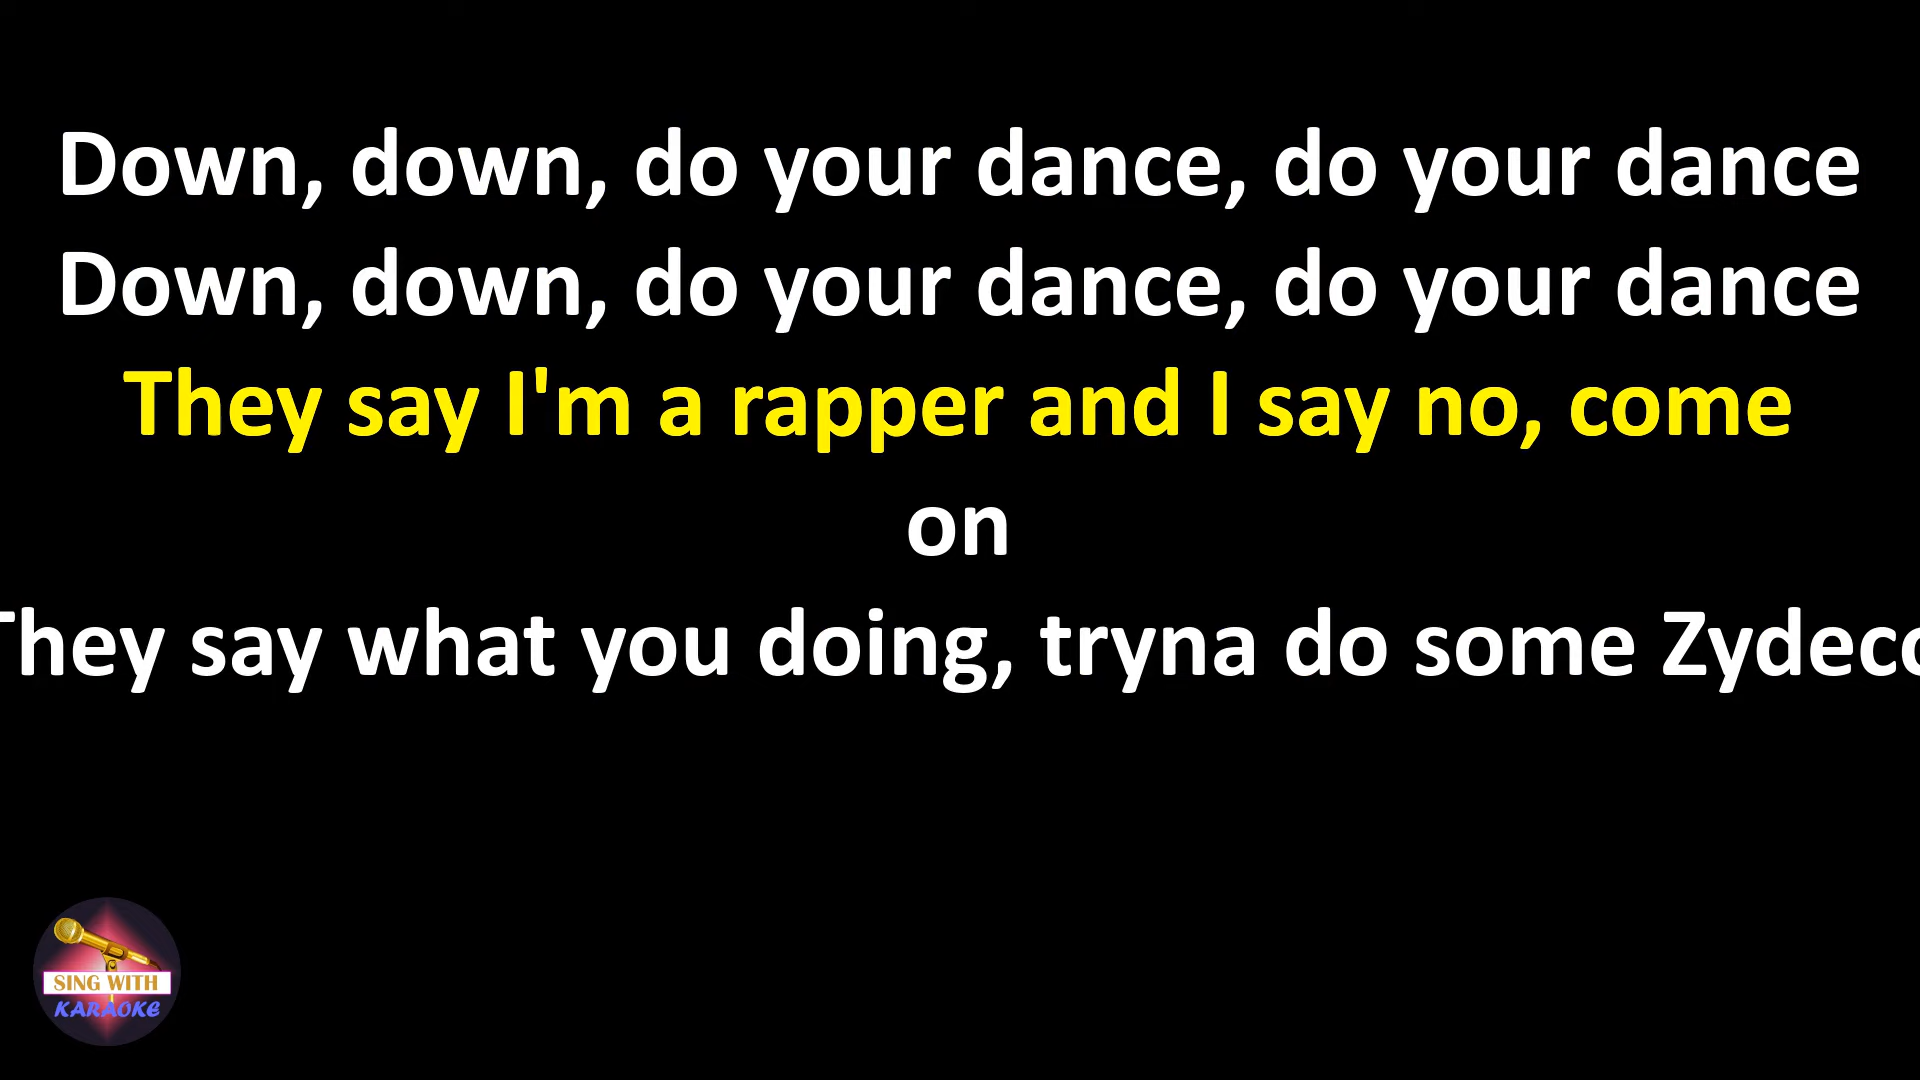 Down, down, do your dance, do your dance
Down, down, do your dance, do your dance
They say I'm a rapper and I say no, come
on
They say what you doing, tryna do some Zydeco
SING WITH
KARAOKE